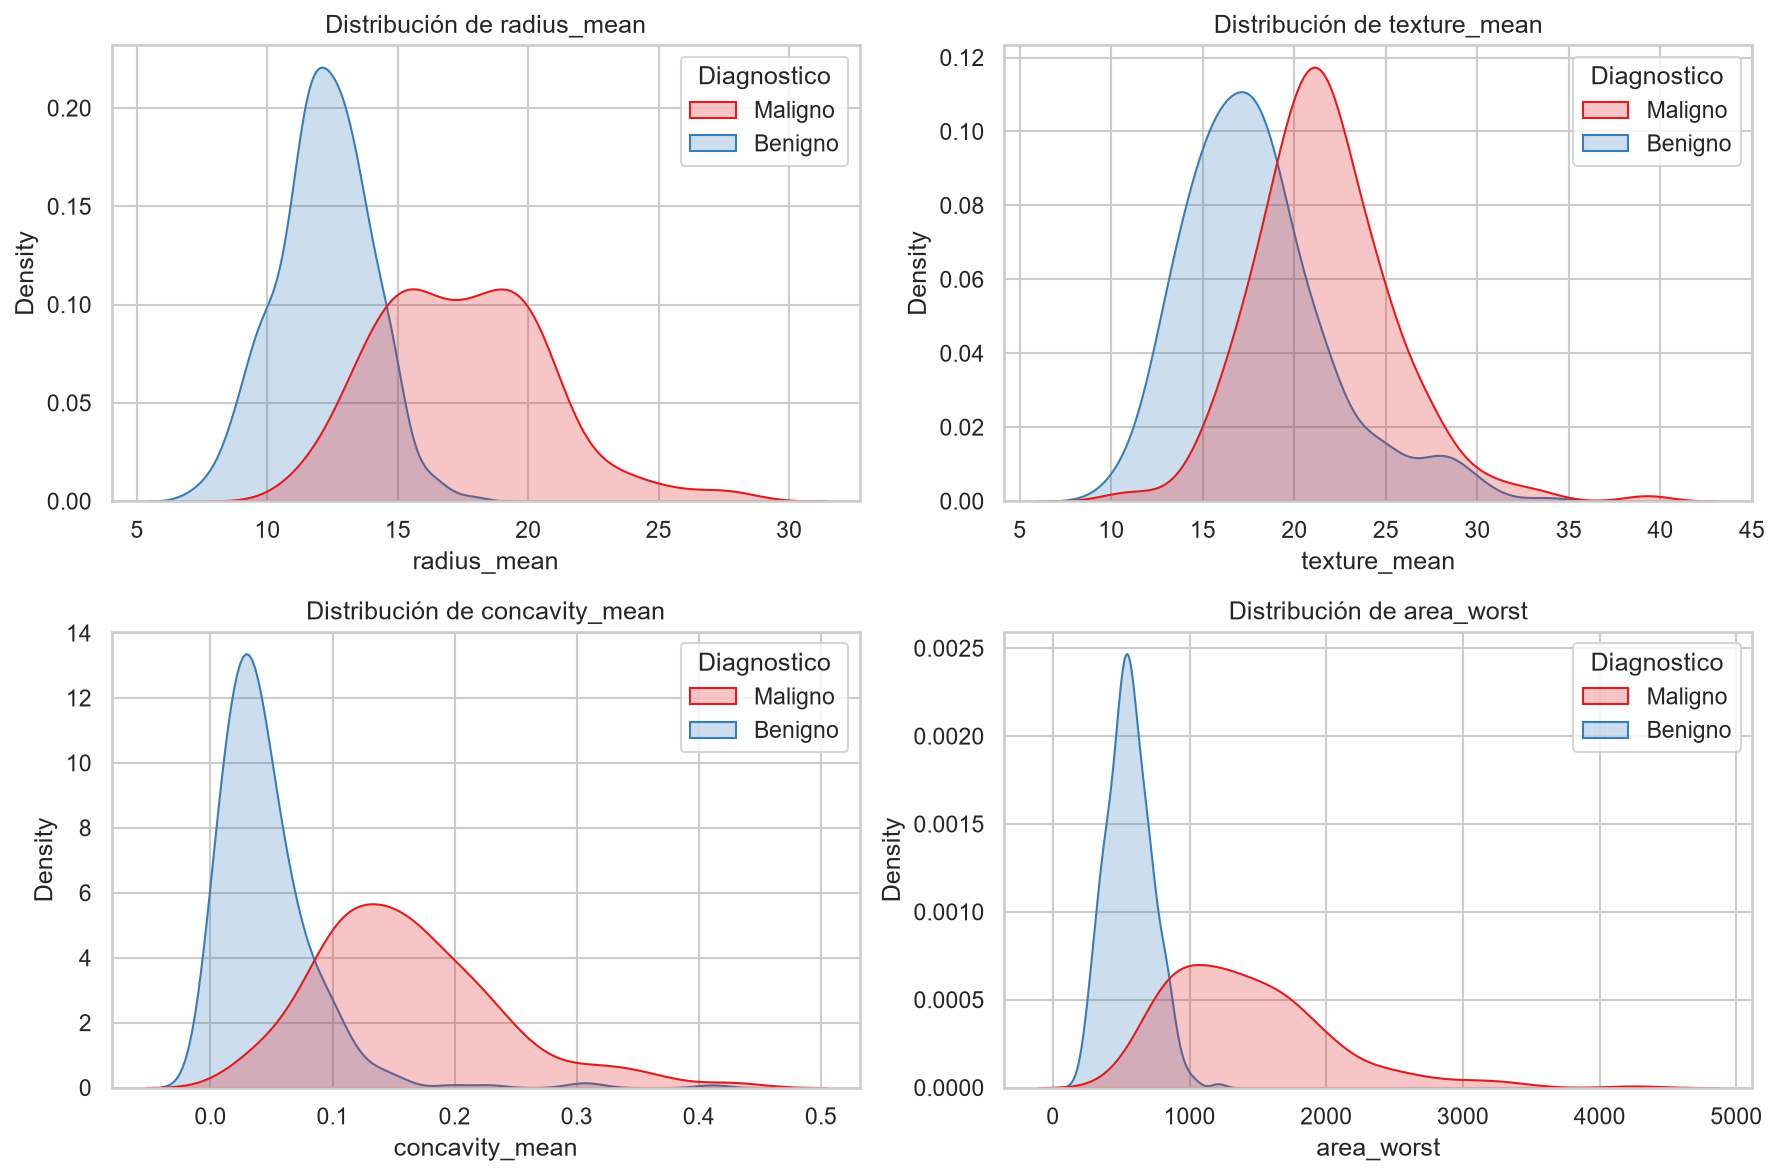 Distribución de radius_mean
Diagnostico
Maligno
Benigno
Density
0.20
0.15
0.10
0.05
0.00
5 10 15 20 25 30
radius_mean
Distribución de texture_mean
Diagnostico
Maligno
Benigno
Density
0.12
0.10
0.08
0.06
0.04
0.02
0.00
5 10 15 20 25 30 35 40 45
texture_mean
Distribución de concavity_mean
Diagnostico
Maligno
Benigno
Density
14
12
10
8
6
4
2
0
0.0 0.1 0.2 0.3 0.4 0.5
concavity_mean
Distribución de area_worst
Diagnostico
Maligno
Benigno
Density
0.0025
0.0020
0.0015
0.0010
0.0005
0.0000
0 1000 2000 3000 4000 5000
area_worst